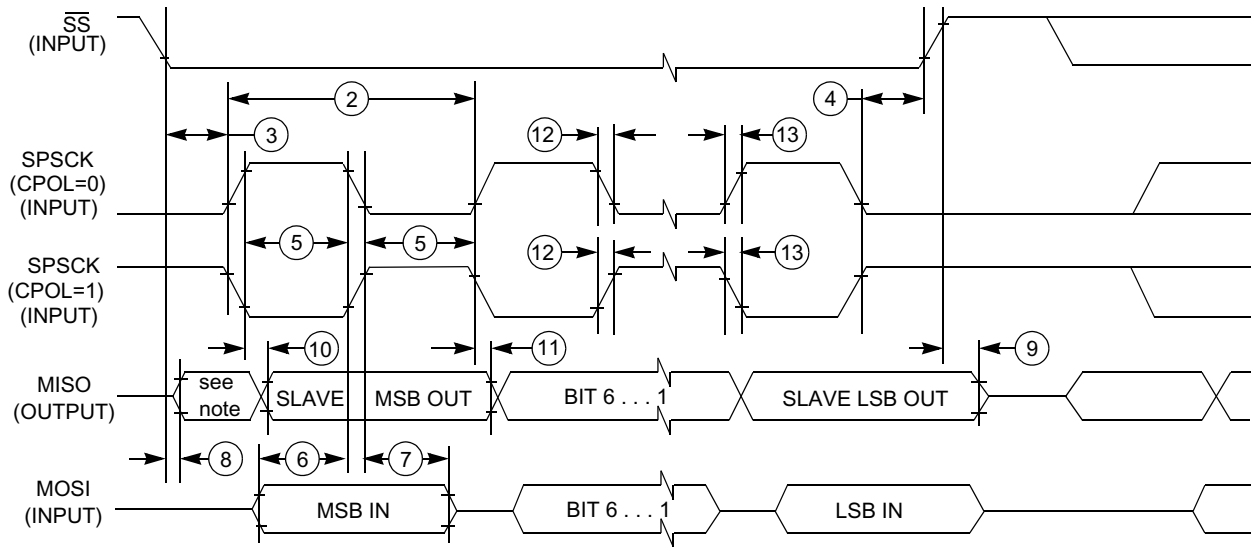 SS
(INPUT)
2
4
3
12
13
SPSCK
(CPOL=0)
(INPUT)
5
5
12
13
SPSCK
(CPOL=1)
(INPUT)
10
11
9
MISO
(OUTPUT)
see
note
SLAVE
MSB OUT
BIT 6 . . . 1
SLAVE LSB OUT
8
6
7
MOSI
(INPUT)
MSB IN
BIT 6 . . . 1
LSB IN